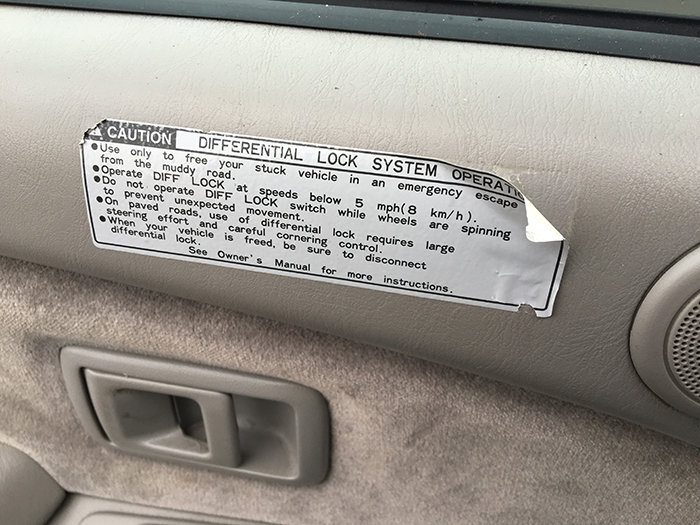 ⚠ CAUTION DIFFERENTIAL LOCK SYSTEM OPERATI
●Use only to free your stuck vehicle in an emergency escape
from the muddy road.
●Operate DIFF LOCK at speeds below 5 mph(8 km/h).
●Do not operate DIFF LOCK switch while wheels are spinning
to prevent unexpected movement.
●On paved roads, use of differential lock requires large
steering effort and careful cornering control.
●When your vehicle is freed, be sure to disconnect
differential lock.
See Owner's Manual for more instructions.